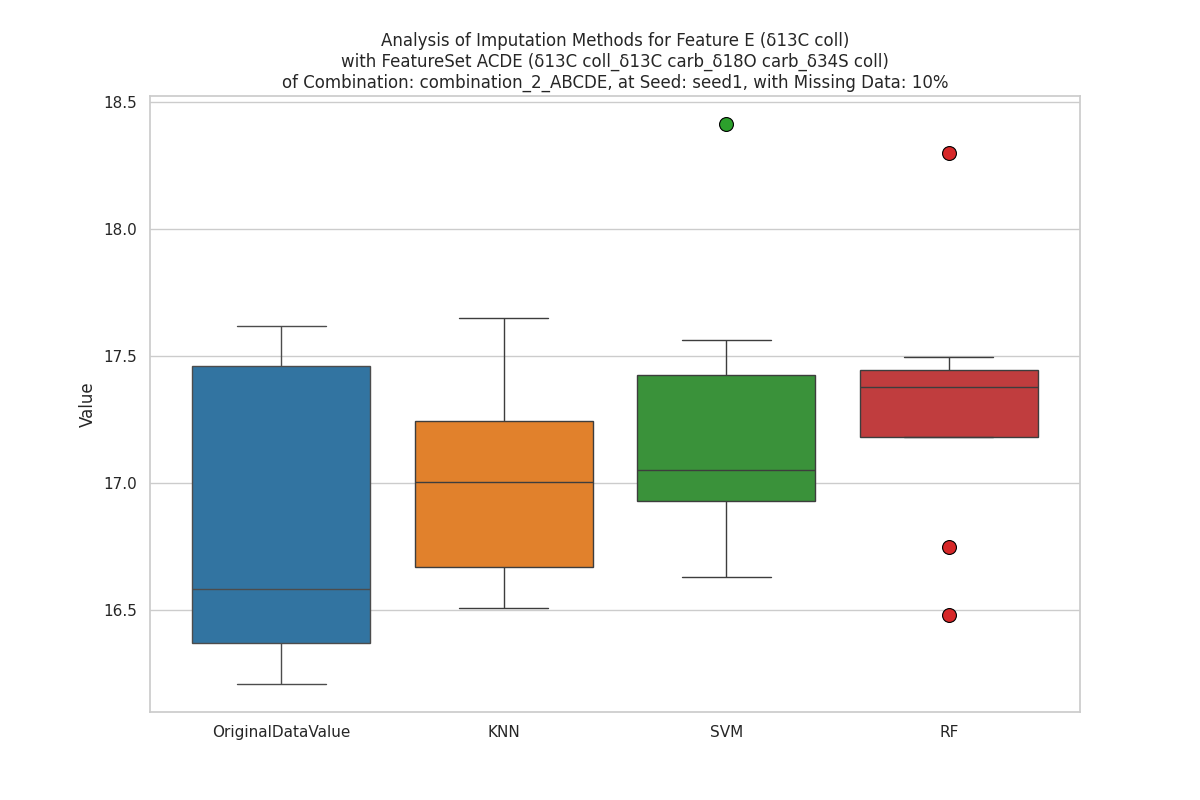 Analysis of Imputation Methods for Feature E (δ13C coll)
with FeatureSet ACDE (δ13C coll_δ13C carb_δ18O carb_δ34S coll)
of Combination: combination_2_ABCDE, at Seed: seed1, with Missing Data: 10%
18.5
18.0
17.5
17.0
16.5
Value
OriginalDataValue KNN SVM RF